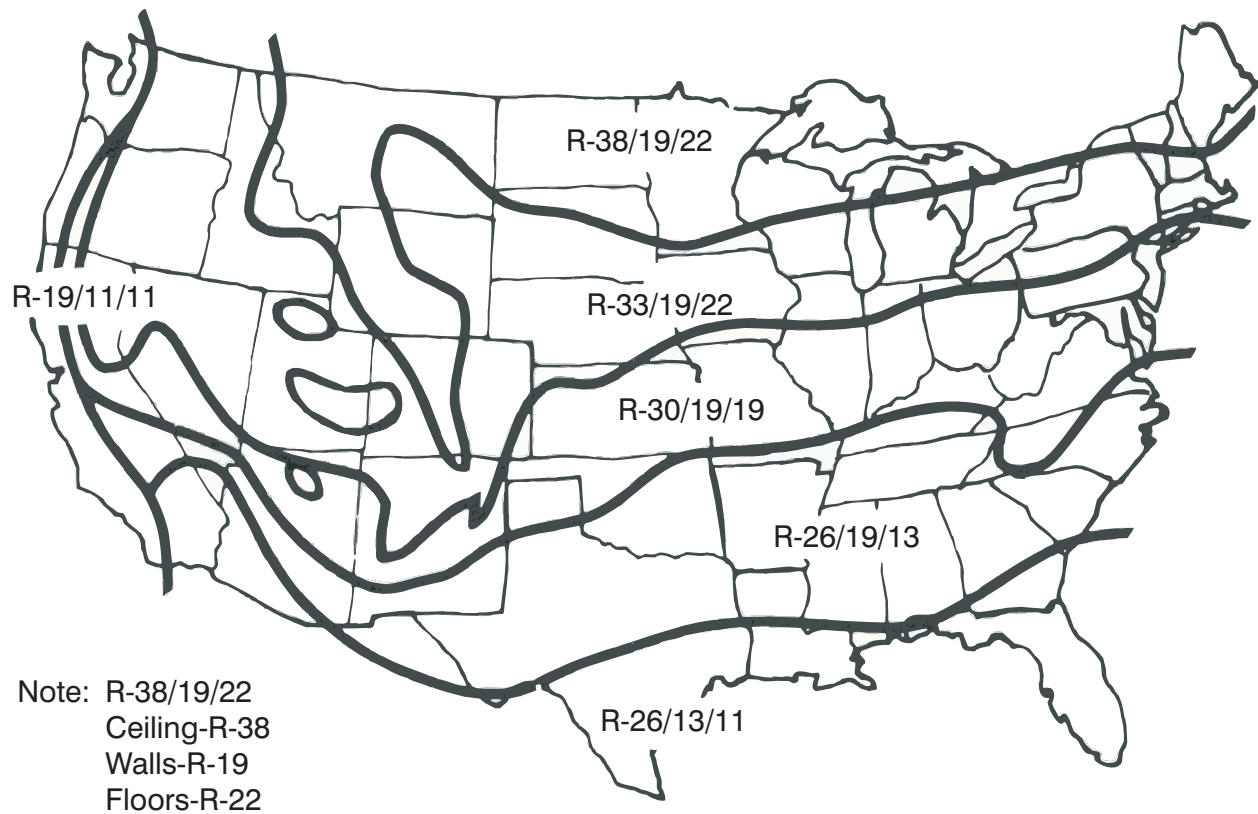 R-38/19/22
R-19/11/11
R-33/19/22
R-30/19/19
R-26/19/13
R-26/13/11
Note: R-38/19/22
Ceiling-R-38
Walls-R-19
Floors-R-22